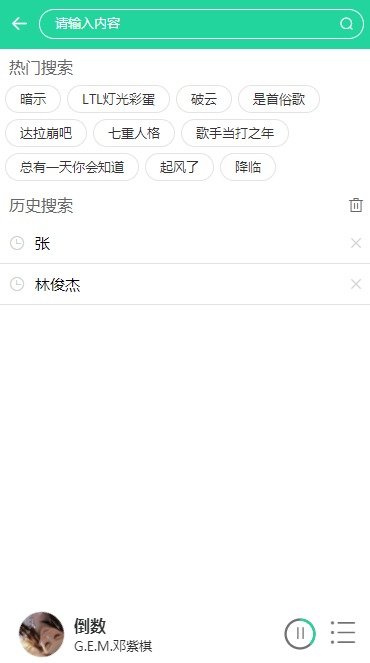 请输入内容
热门搜索
暗示 LTL灯光彩蛋 破云 是首俗歌
达拉崩吧 七重人格 歌手当打之年
总有一天你会知道 起风了 降临
历史搜索
张
林俊杰
倒数
G.E.M.邓紫棋